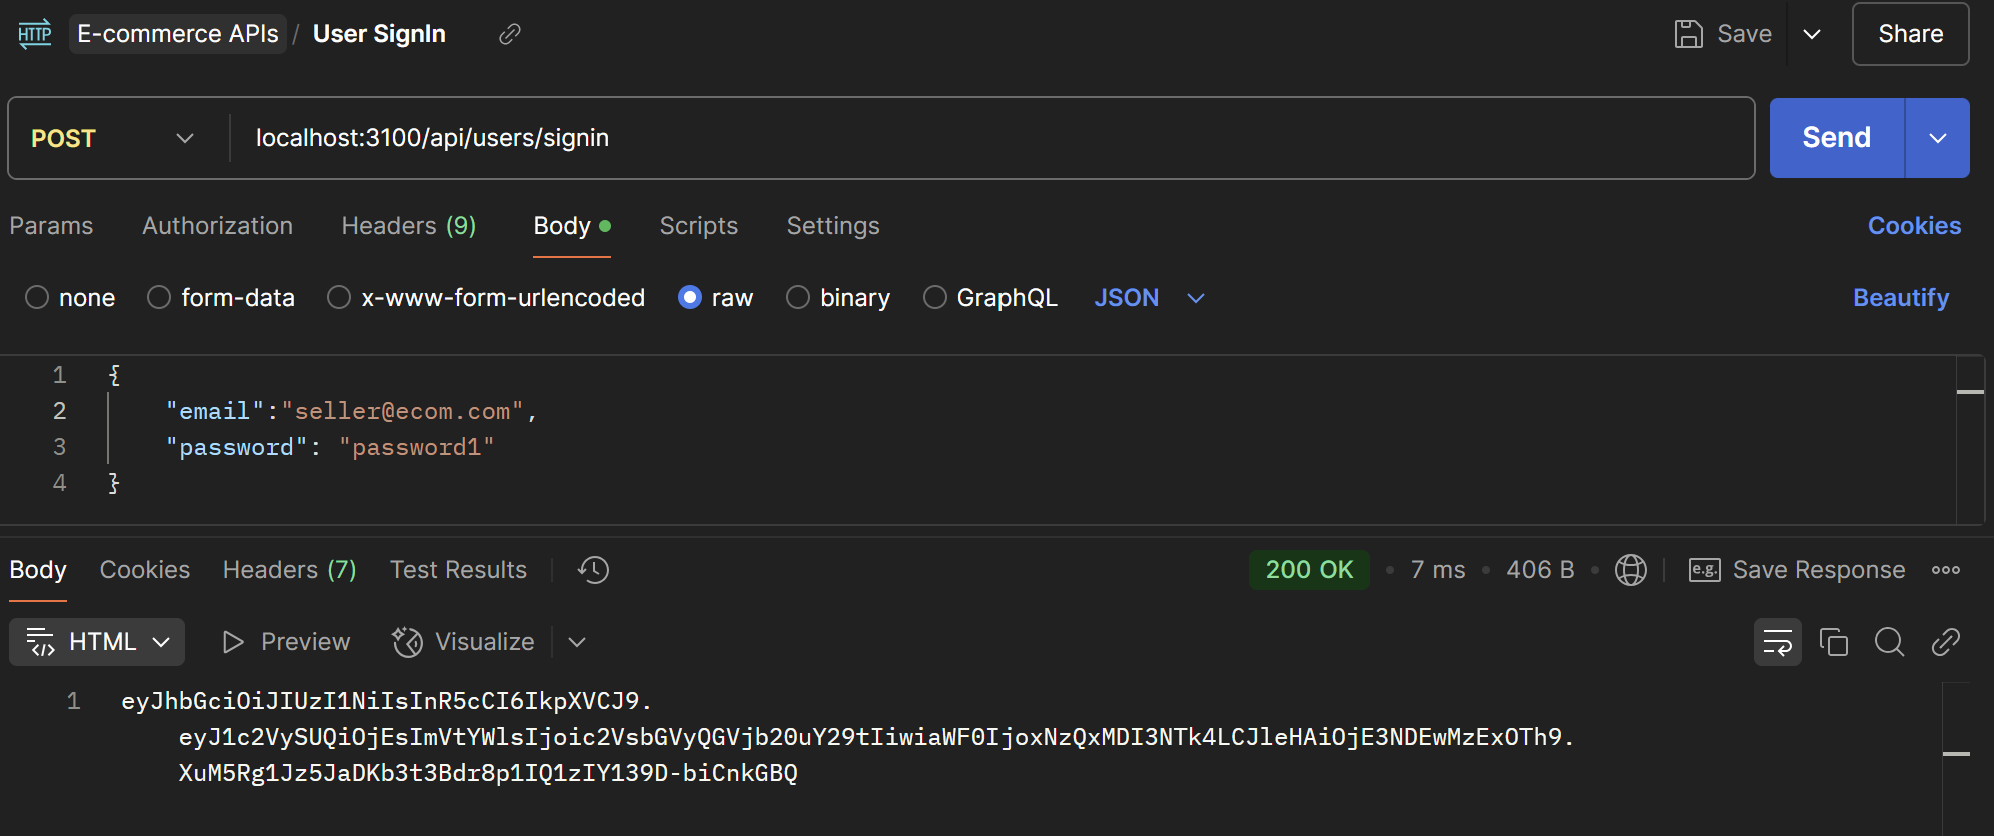 HTTP E-commerce APIs / User SignIn Save Share
POST localhost:3100/api/users/signin Send
Params Authorization Headers (9) Body Scripts Settings Cookies
none form-data x-www-form-urlencoded raw binary GraphQL JSON Beautify
1 {
2 "email":"seller@ecom.com",
3 "password": "password1"
4 }
Body Cookies Headers (7) Test Results 200 OK • 7 ms • 406 B • e.g. Save Response
HTML Preview Visualize
1 eyJhbGciOiJIUzI1NiIsInR5cCI6IkpXVCJ9.
eyJ1c2VySUQiOjEsImVtYWlsIjoic2VsbGVyQGVjb20uY29tIiwiaWF0IjoxNzQxMDI3NTk4LCJleHAiOjE3NDEwMzExOTh9.
XuM5Rg1Jz5JaDKb3t3Bdr8p1IQ1zIY139D-biCnkGBQ